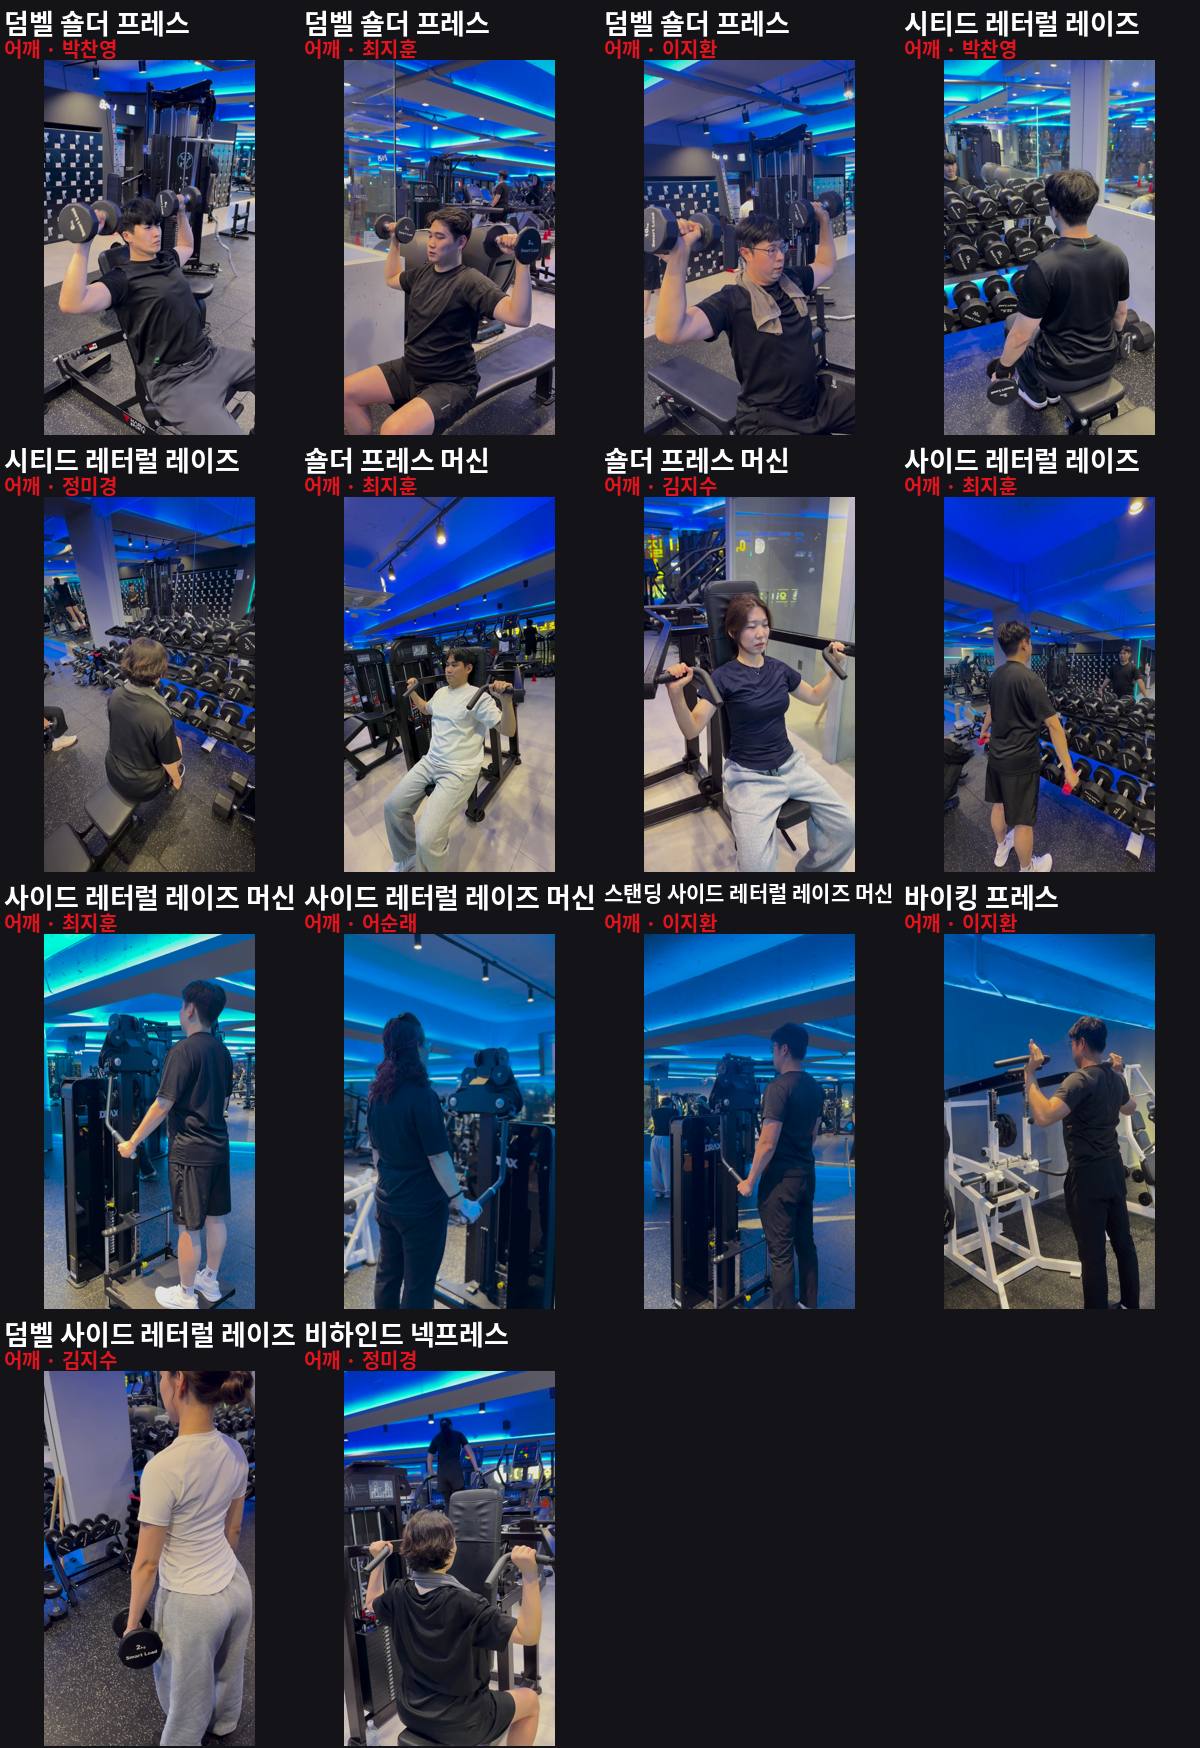 덤벨 숄더 프레스
어깨 · 박찬영
덤벨 숄더 프레스
어깨 · 최지훈
덤벨 숄더 프레스
어깨 · 이지환
시티드 레터럴 레이즈
어깨 · 박찬영
시티드 레터럴 레이즈
어깨 · 정미경
숄더 프레스 머신
어깨 · 최지훈
숄더 프레스 머신
어깨 · 김지수
사이드 레터럴 레이즈
어깨 · 최지훈
사이드 레터럴 레이즈 머신
어깨 · 최지훈
사이드 레터럴 레이즈 머신
어깨 · 어순래
스탠딩 사이드 레터럴 레이즈 머신
어깨 · 이지환
바이킹 프레스
어깨 · 이지환
덤벨 사이드 레터럴 레이즈
어깨 · 김지수
2kg
Smart Load
비하인드 넥프레스
어깨 · 정미경